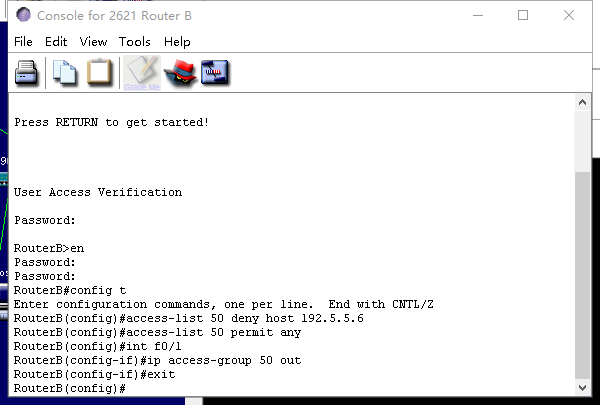 Console for 2621 Router B
File Edit View Tools Help
Grade Me
Press RETURN to get started!
User Access Verification
Password:
RouterB>en
Password:
Password:
RouterB#config t
Enter configuration commands, one per line.  End with CNTL/Z
RouterB(config)#access-list 50 deny host 192.5.5.6
RouterB(config)#access-list 50 permit any
RouterB(config)#int f0/1
RouterB(config-if)#ip access-group 50 out
RouterB(config-if)#exit
RouterB(config)#